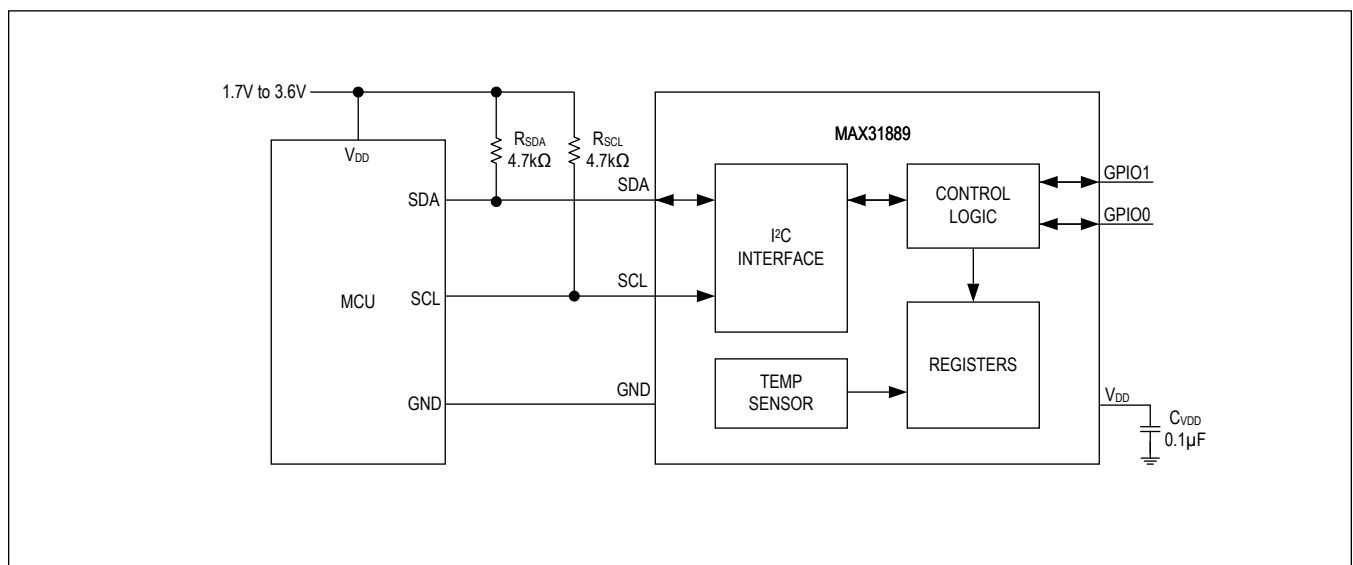 1.7V to 3.6V
VDD
RSDA
4.7kΩ
RSCL
4.7kΩ
MCU
SDA
SCL
GND
SDA
SCL
GND
MAX31889
I²C
INTERFACE
CONTROL
LOGIC
GPIO1
GPIO0
TEMP
SENSOR
REGISTERS
VDD
CVDD
0.1µF